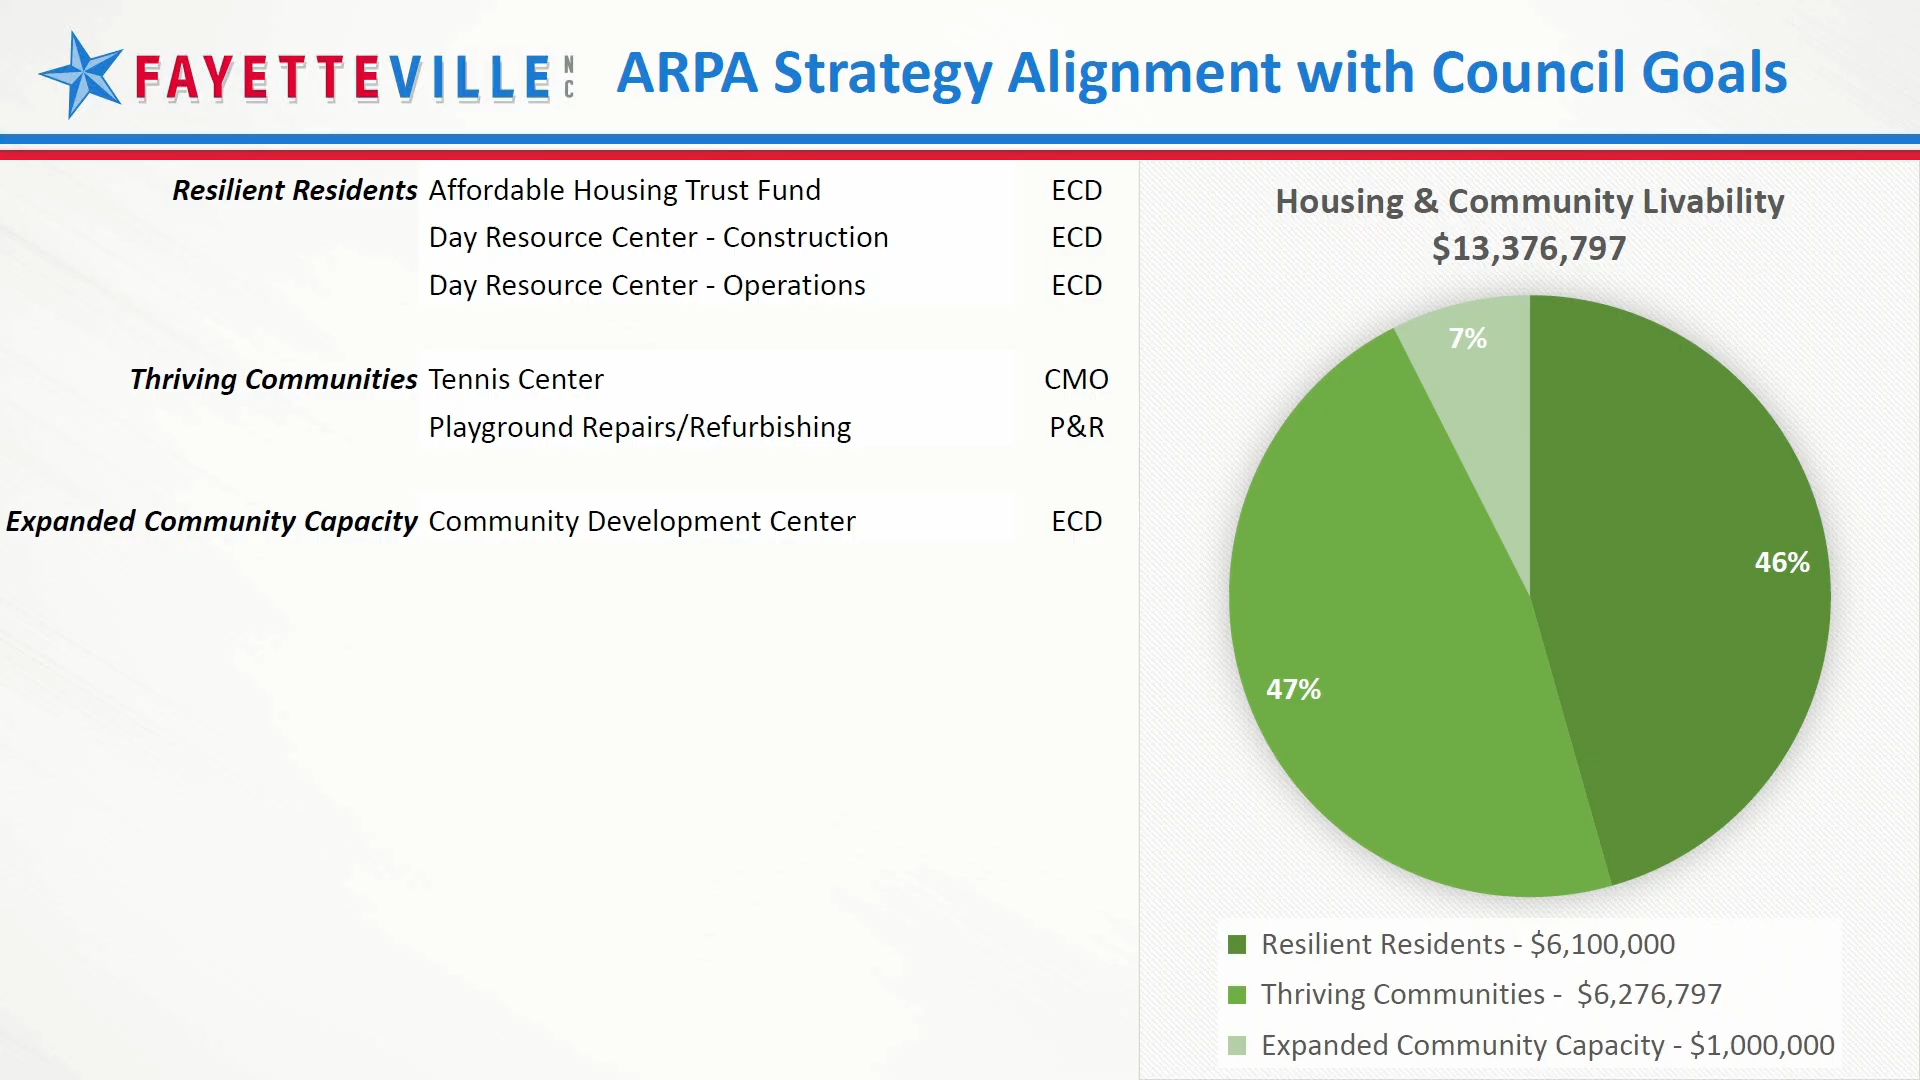 FAYETTEVILLE NC
ARPA Strategy Alignment with Council Goals
Resilient Residents Affordable Housing Trust Fund ECD
Day Resource Center - Construction ECD
Day Resource Center - Operations ECD
Thriving Communities Tennis Center CMO
Playground Repairs/Refurbishing P&R
Expanded Community Capacity Community Development Center ECD
Housing & Community Livability
$13,376,797
7%
46%
47%
Resilient Residents - $6,100,000
Thriving Communities - $6,276,797
Expanded Community Capacity - $1,000,000